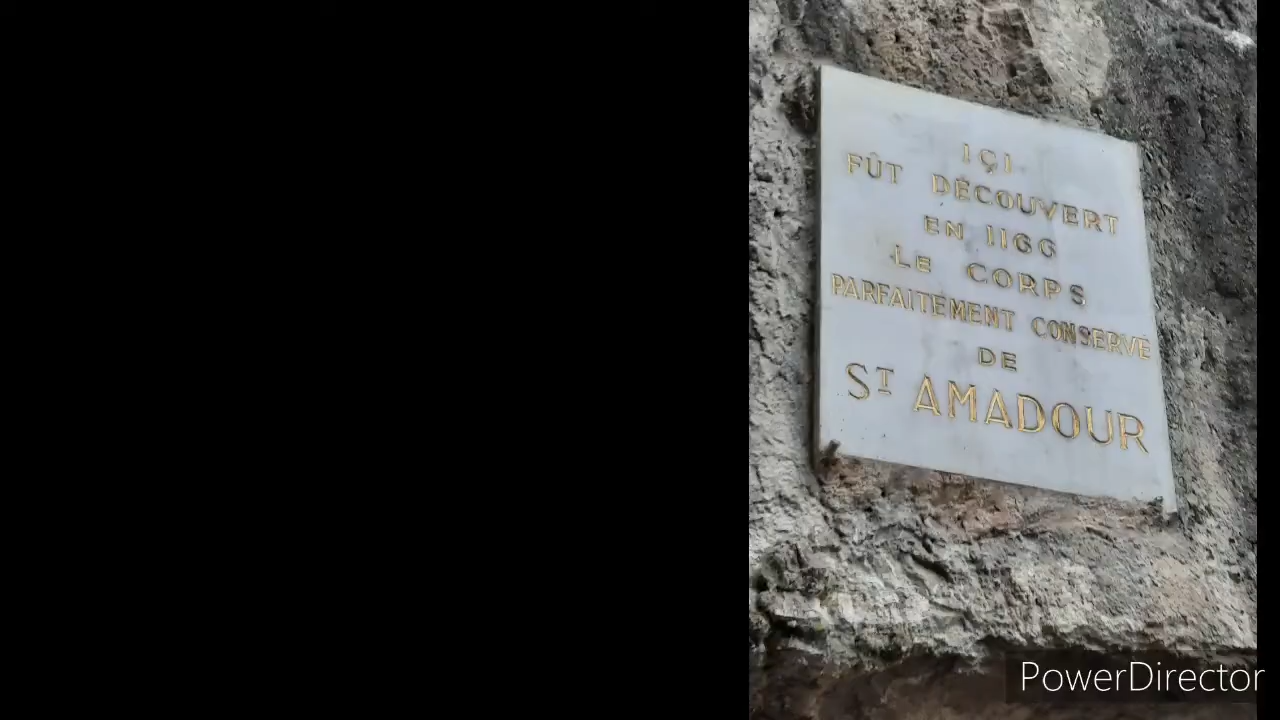 IÇI
FÛT DÉCOUVERT
EN 1166
LE CORPS
PARFAITEMENT CONSERVÉ
DE
ST AMADOUR
PowerDirector